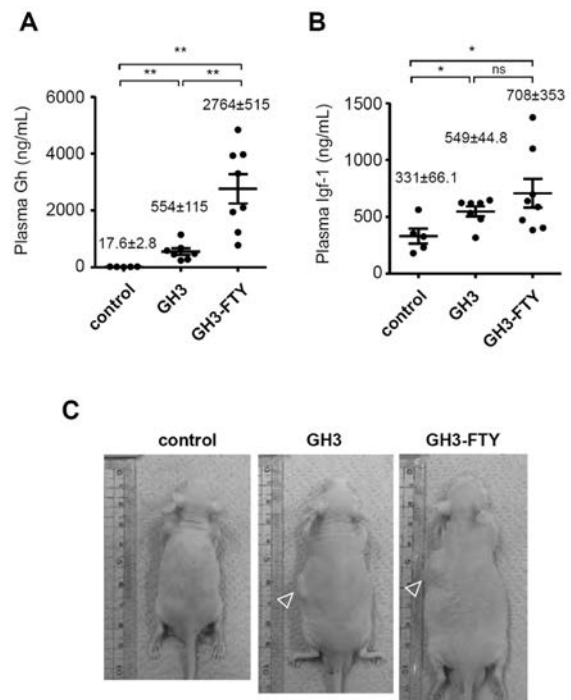 A
**
** **
2764±515
554±115
17.6±2.8
Plasma Gh (ng/mL)
6000
4000
2000
0
control
GH3
GH3-FTY
B
*
* ns
708±353
549±44.8
331±66.1
Plasma Igf-1 (ng/mL)
1500
1000
500
0
control
GH3
GH3-FTY
C
control GH3 GH3-FTY